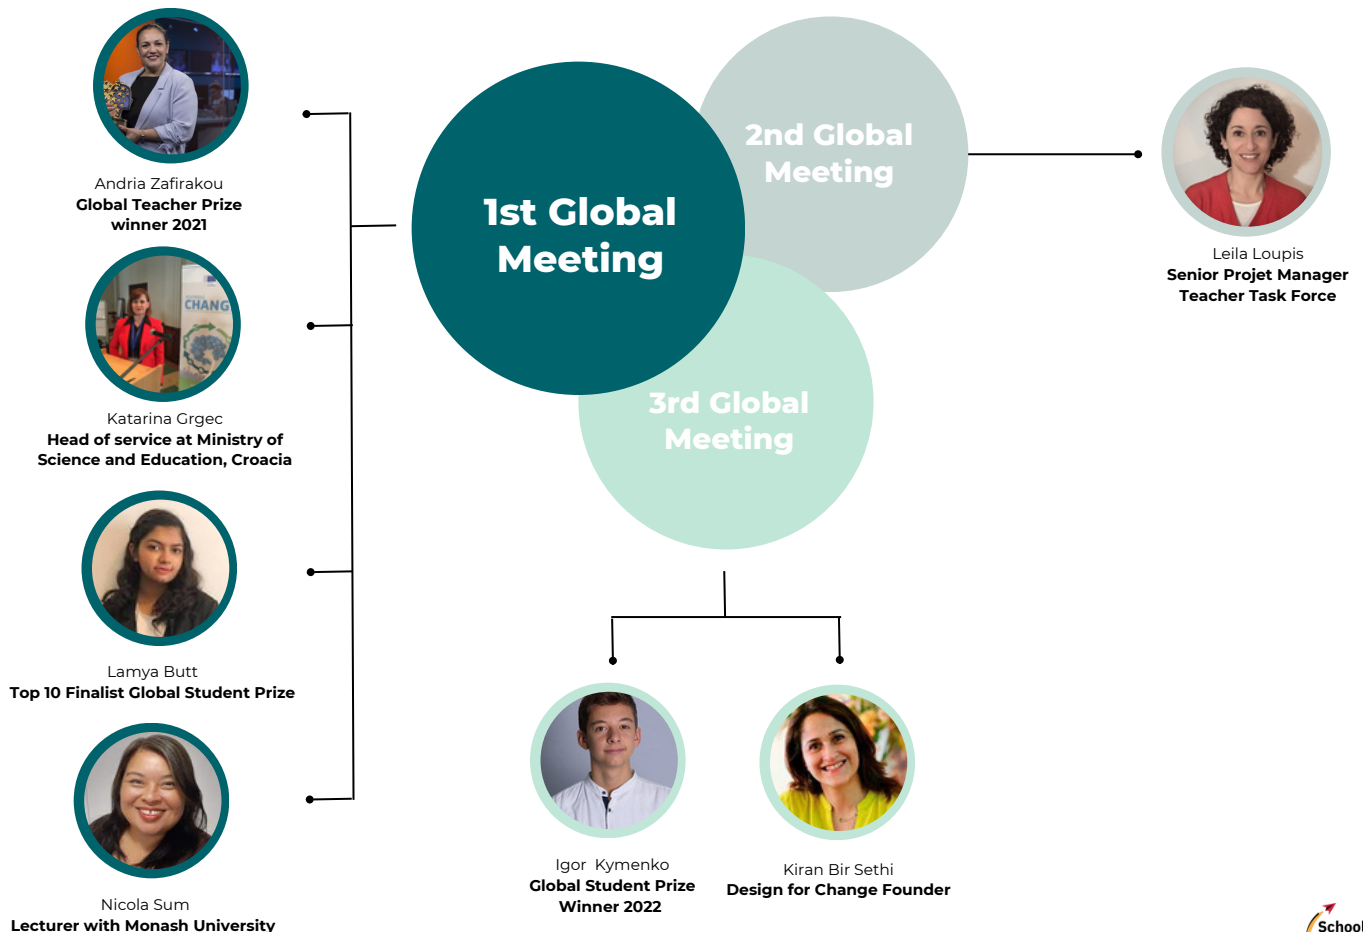 Andria Zafirakou
Global Teacher Prize
winner 2021
Katarina Grgec
Head of service at Ministry of
Science and Education, Croacia
Lamya Butt
Top 10 Finalist Global Student Prize
Nicola Sum
Lecturer with Monash University
1st Global
Meeting
2nd Global
Meeting
3rd Global
Meeting
Leila Loupis
Senior Projet Manager
Teacher Task Force
Igor Kymenko
Global Student Prize
Winner 2022
Kiran Bir Sethi
Design for Change Founder
CHANG
School